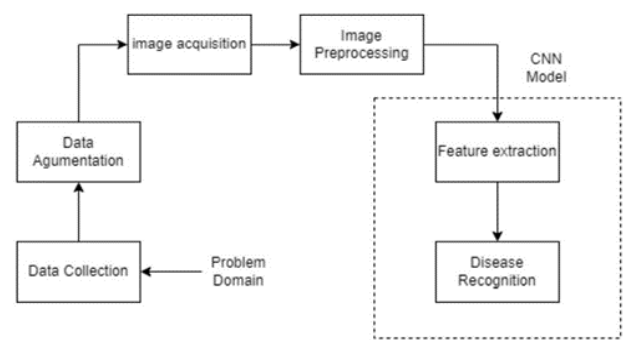 image acquisition
Image
Preprocessing
CNN
Model
Data
Agumentation
Feature extraction
Data Collection
Problem
Domain
Disease
Recognition